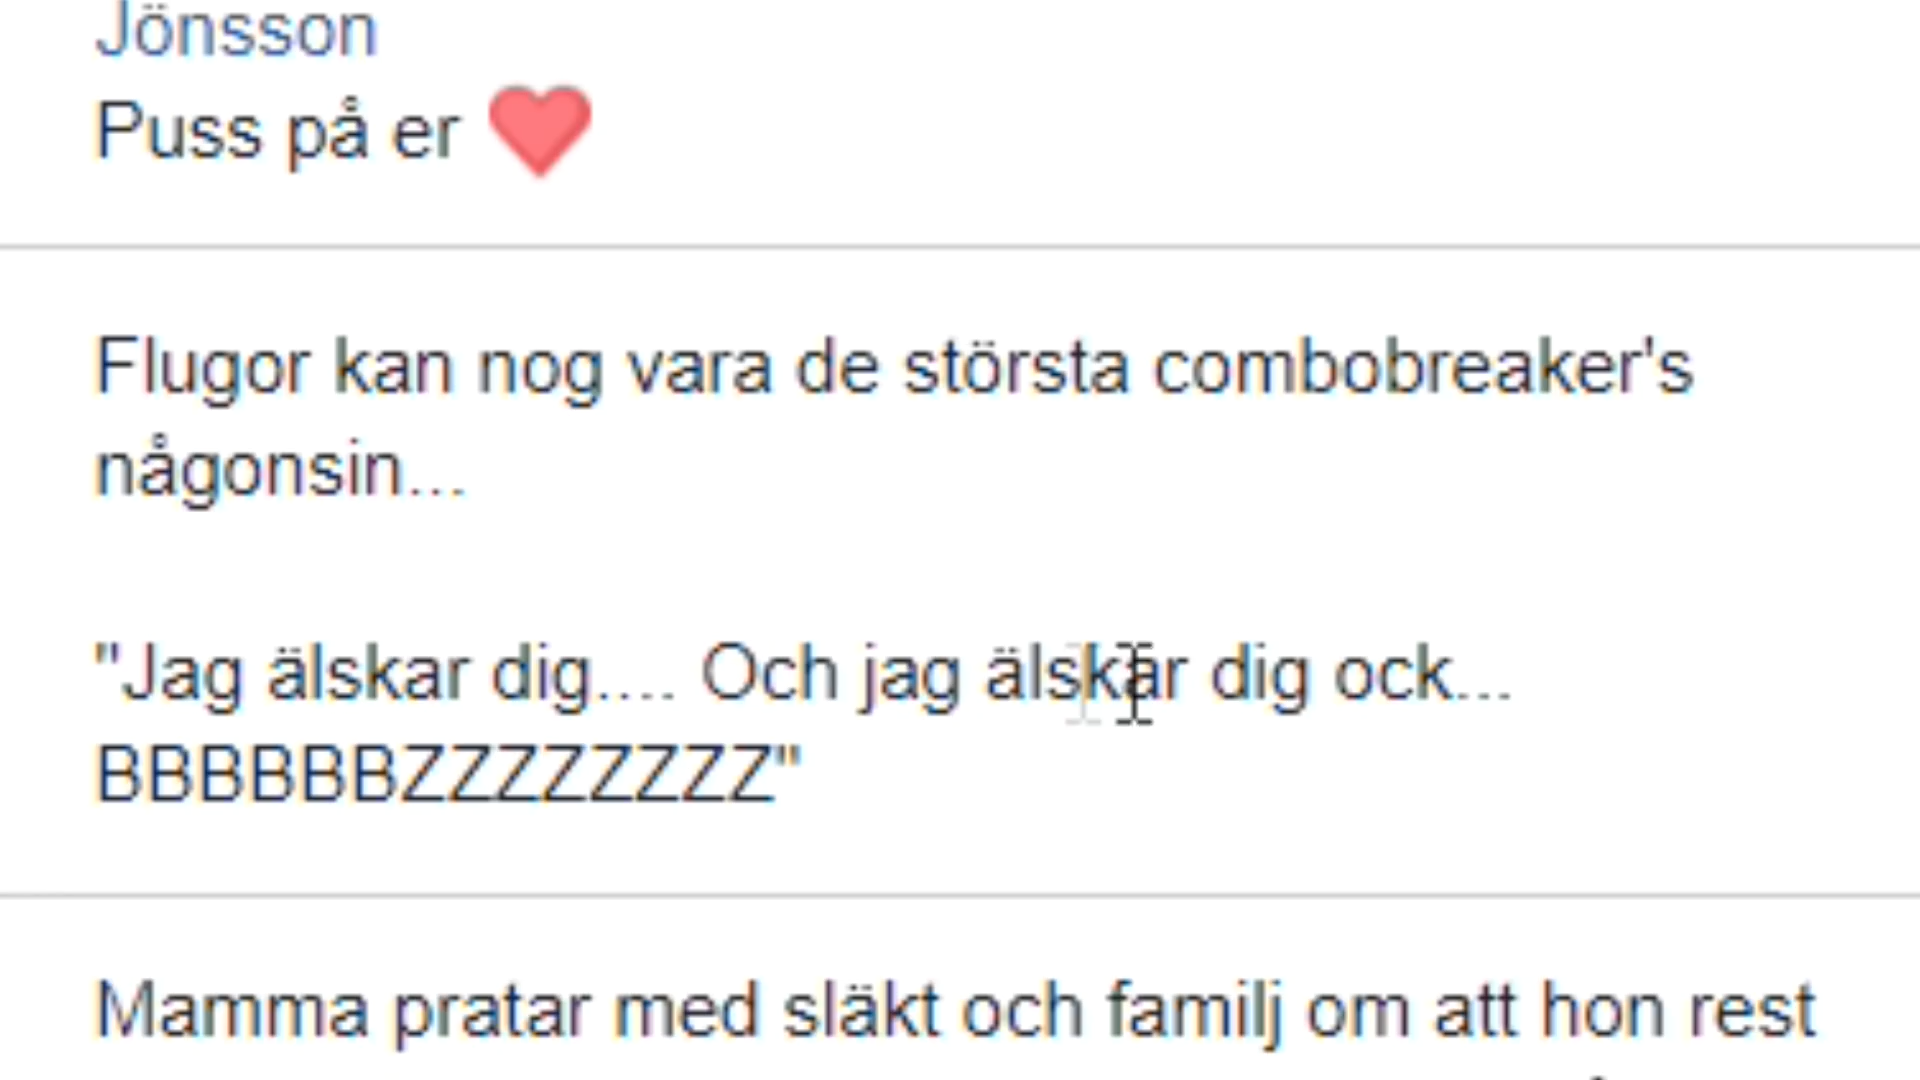 Jönsson
Puss på er ❤
Flugor kan nog vara de största combobreaker's
någonsin...
"Jag älskar dig.... Och jag älskar dig ock...
BBBBBBZZZZZZZZ"
Mamma pratar med släkt och familj om att hon rest